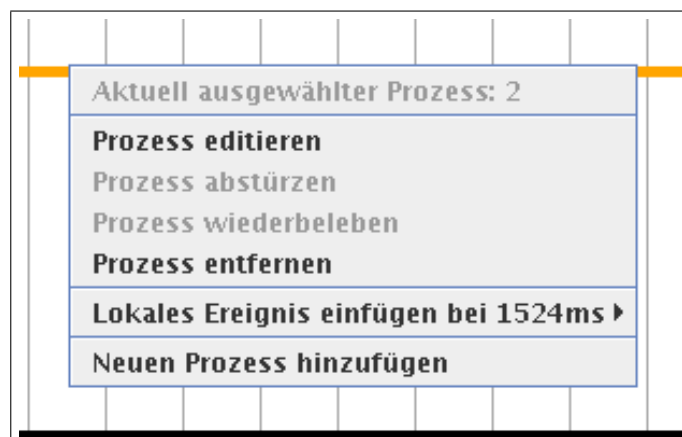 Aktuell ausgewählter Prozess: 2
Prozess editieren
Prozess abstürzen
Prozess wiederbeleben
Prozess entfernen
Lokales Ereignis einfügen bei 1524ms
Neuen Prozess hinzufügen